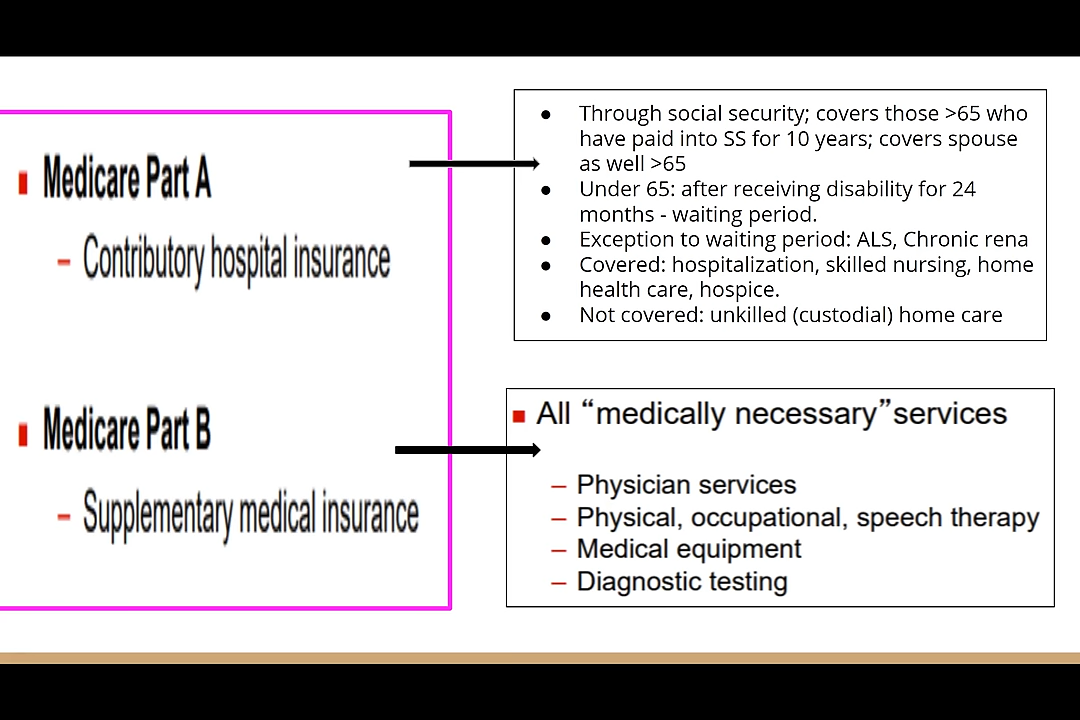 Medicare Part A
– Contributory hospital insurance
● Through social security; covers those >65 who
have paid into SS for 10 years; covers spouse
as well >65
● Under 65: after receiving disability for 24
months - waiting period.
● Exception to waiting period: ALS, Chronic rena
● Covered: hospitalization, skilled nursing, home
health care, hospice.
● Not covered: unkilled (custodial) home care
Medicare Part B
– Supplementary medical insurance
All “medically necessary”services
– Physician services
– Physical, occupational, speech therapy
– Medical equipment
– Diagnostic testing